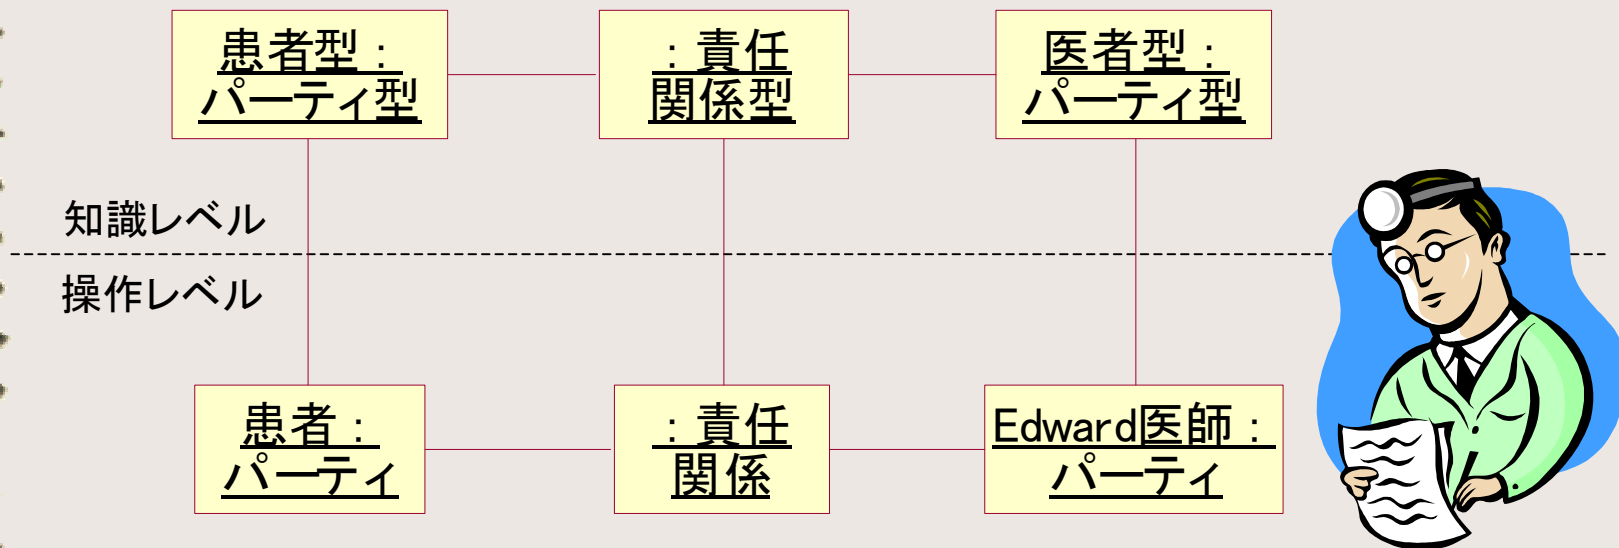 患者型：
パーティ型
：責任
関係型
医者型：
パーティ型
知識レベル
操作レベル
患者：
パーティ
：責任
関係
Edward医師：
パーティ